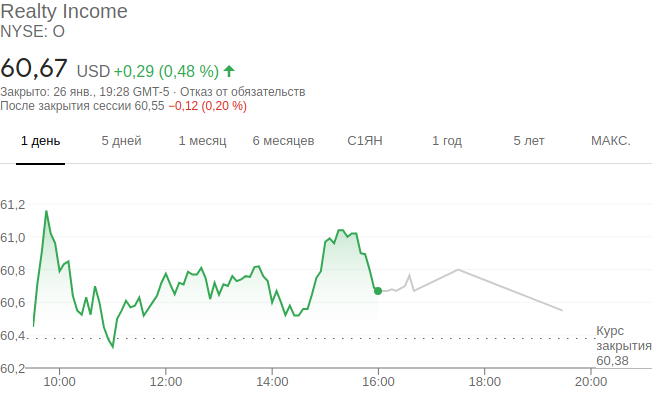 Realty Income
NYSE: O
60,67 USD +0,29 (0,48 %)
Закрыто: 26 янв., 19:28 GMT-5 · Отказ от обязательств
После закрытия сессии 60,55 −0,12 (0,20 %)
1 день 5 дней 1 месяц 6 месяцев С1ЯН 1 год 5 лет МАКС.
61,2
61,0
60,8
60,6
60,4
Курс
закрытия
60,38
60,2
10:00 12:00 14:00 16:00 18:00 20:00